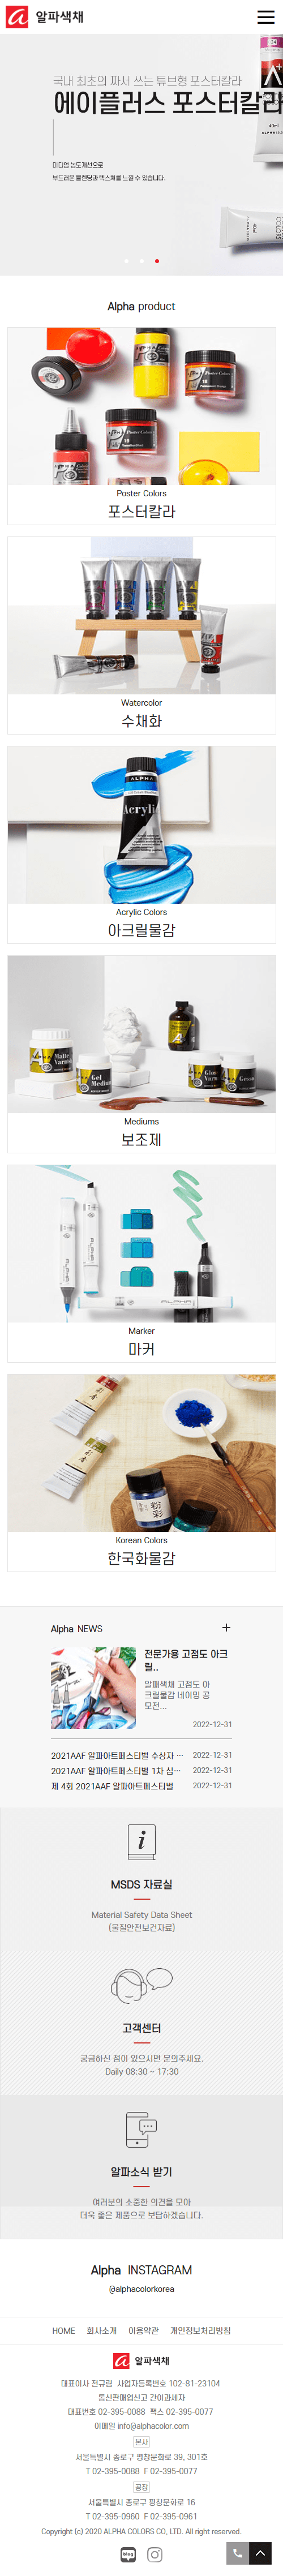 알파색채
국내 최초의 파서 쓰는 튜브형 포스터칼라
에이플러스 포스터칼라
미디엄 농도개선으로
부드러운 블렌딩과 텍스쳐를 느낄 수 있습니다.
Alpha product
Poster Colors
포스터칼라
Watercolor
수채화
ALPHA
Acrylic
Acrylic Colors
아크릴물감
Matte Varnish
Gel Medium
Gloss Varnish
Gesso
Mediums
보조제
Marker
마커
Korean Colors
한국화물감
Alpha NEWS
전문가용 고점도 아크
릴..
알패색채 고점도 아
크릴물감 네이밍 공
모전...
2022-12-31
2021AAF 알파아트페스티벌 수상자 … 2022-12-31
2021AAF 알파아트페스티벌 1차 심… 2022-12-31
제 4회 2021AAF 알파아트페스티벌 2022-12-31
MSDS 자료실
Material Safety Data Sheet
(물질안전보건자료)
고객센터
궁금하신 점이 있으시면 문의주세요.
Daily 08:30 ~ 17:30
알파소식 받기
여러분의 소중한 의견을 모아
더욱 좋은 제품으로 보답하겠습니다.
Alpha INSTAGRAM
@alphacolorkorea
HOME 회사소개 이용약관 개인정보처리방침
알파색채
대표이사 전규림 사업자등록번호 102-81-23104
통신판매업신고 간이과세자
대표번호 02-395-0088 팩스 02-395-0077
이메일 info@alphacolor.com
본사
서울특별시 종로구 평창문화로 39, 301호
T 02-395-0088 F 02-395-0077
공장
서울특별시 종로구 평창문화로 16
T 02-395-0960 F 02-395-0961
Copyright (c) 2020 ALPHA COLORS CO, LTD. All right reserved.
blog